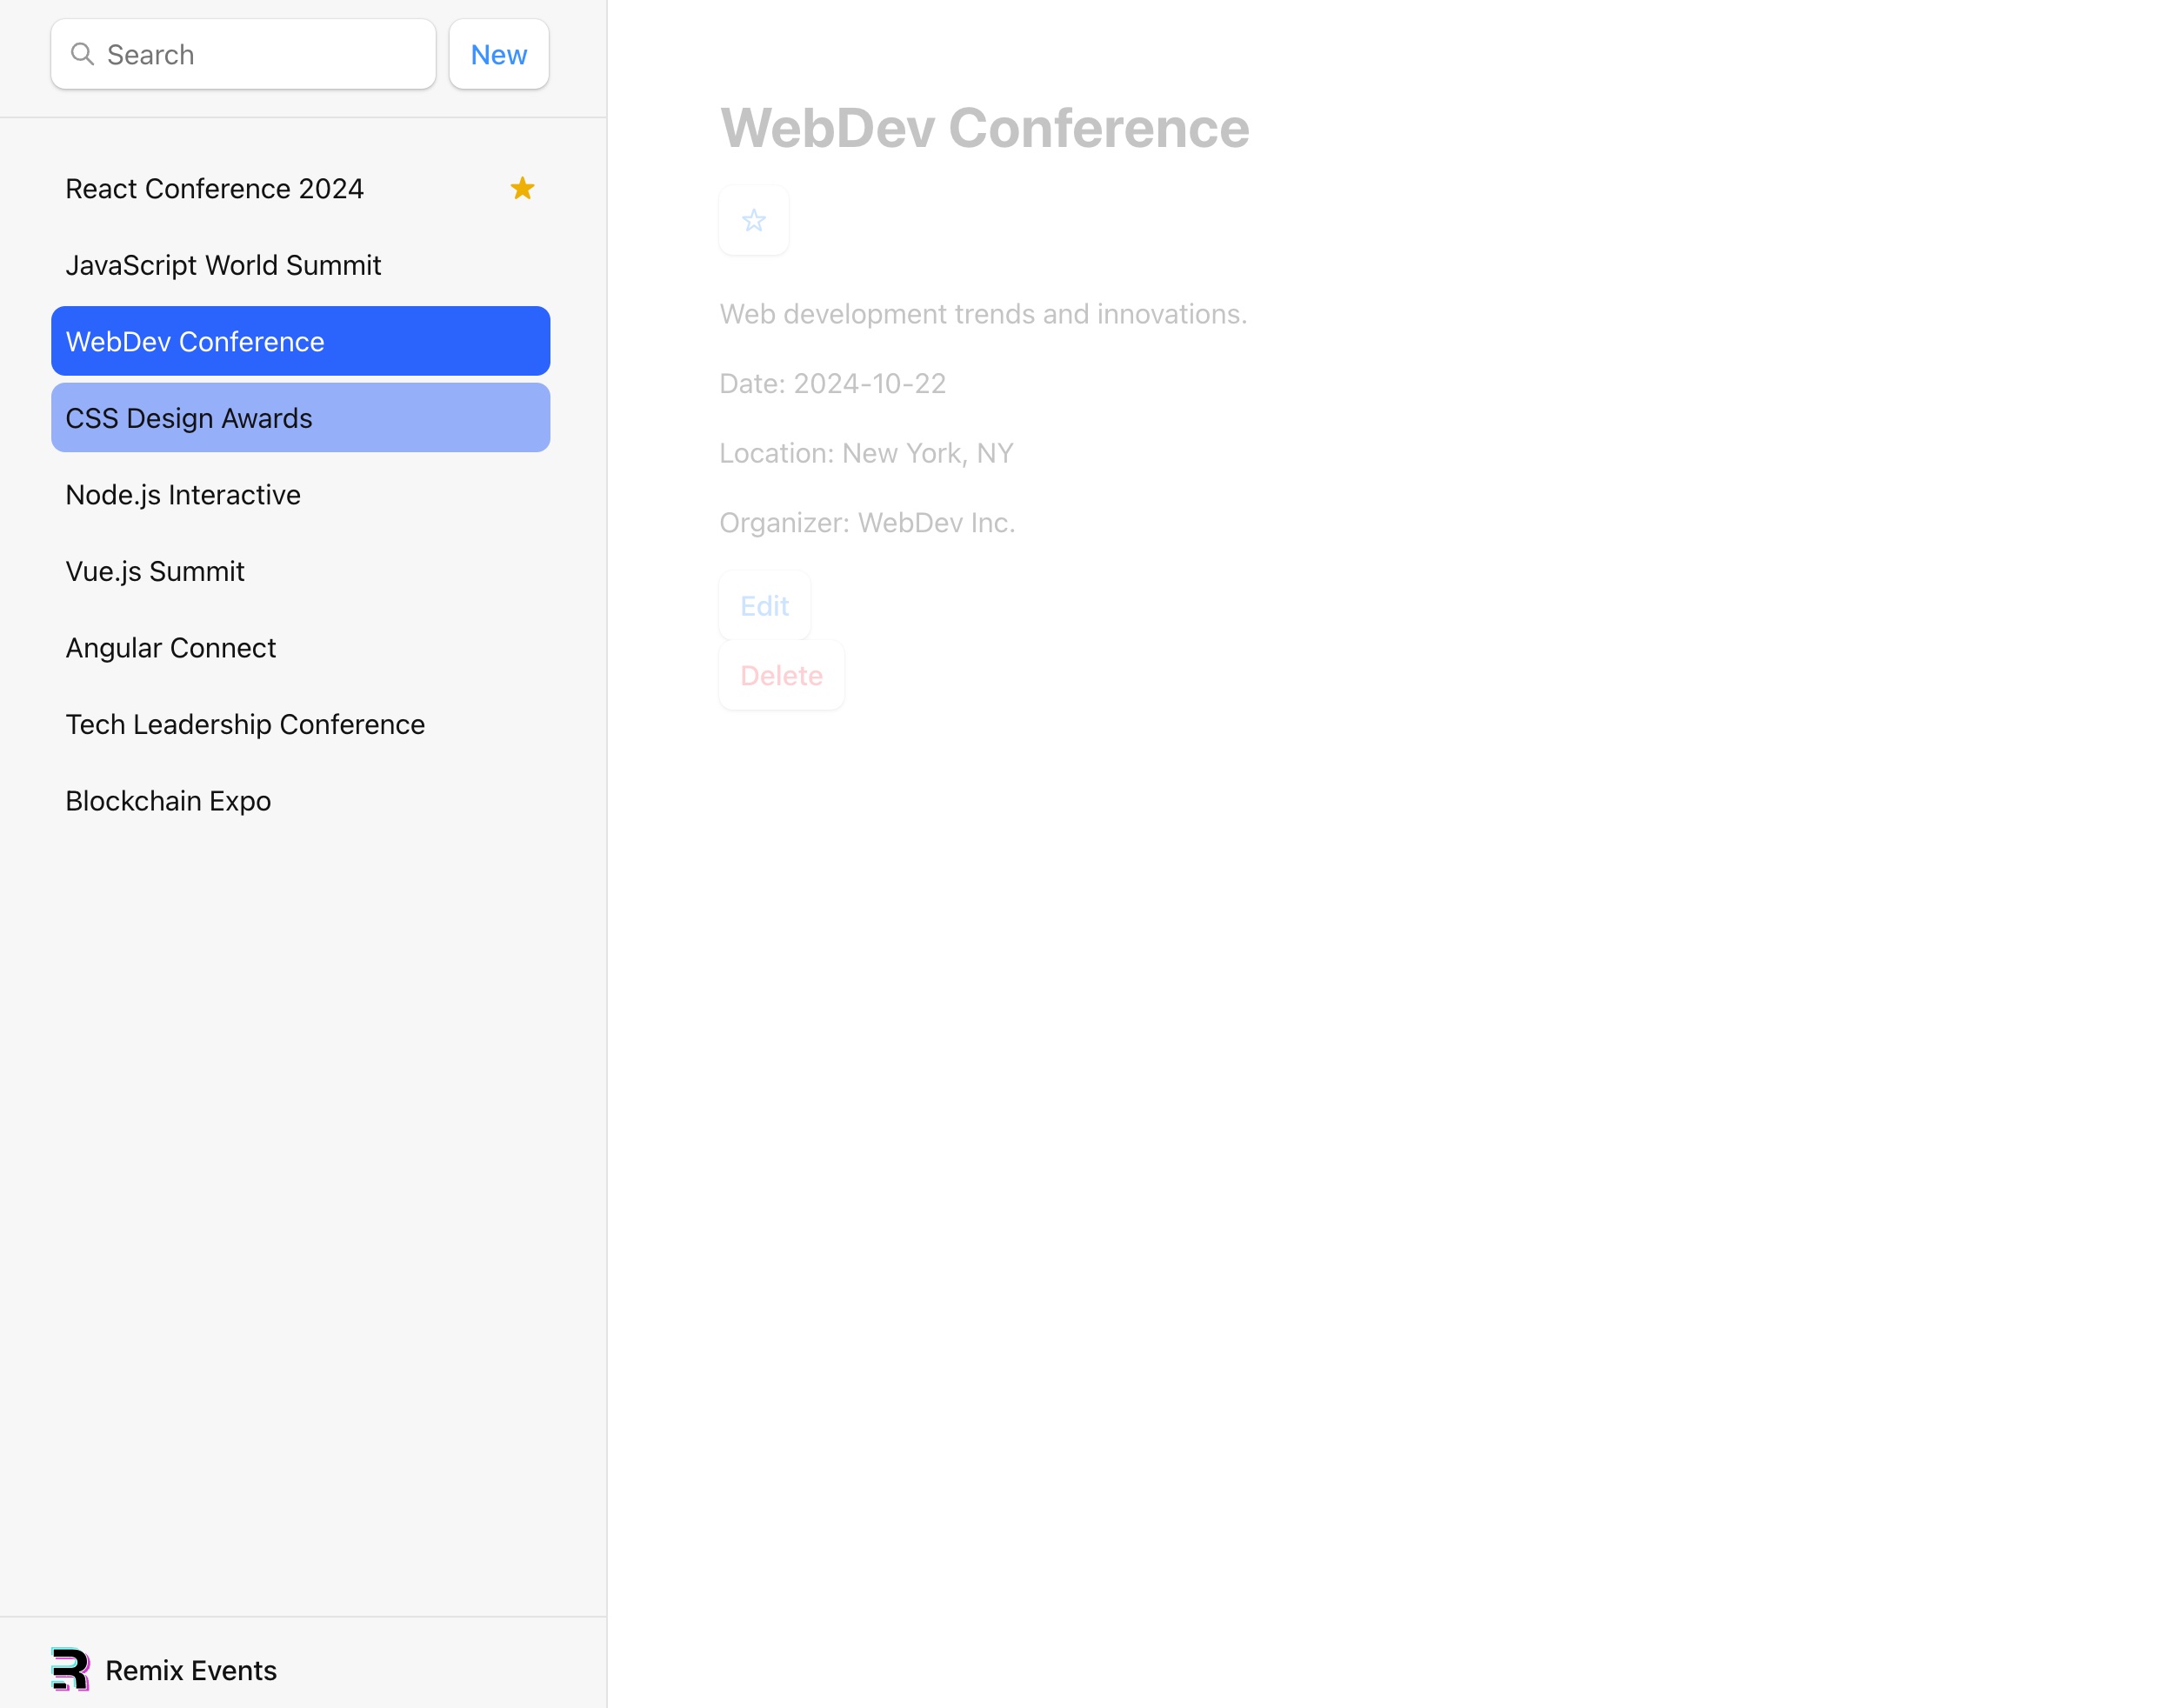 Search
New
React Conference 2024
JavaScript World Summit
WebDev Conference
CSS Design Awards
Node.js Interactive
Vue.js Summit
Angular Connect
Tech Leadership Conference
Blockchain Expo
Remix Events
WebDev Conference
Web development trends and innovations.
Date: 2024-10-22
Location: New York, NY
Organizer: WebDev Inc.
Edit
Delete